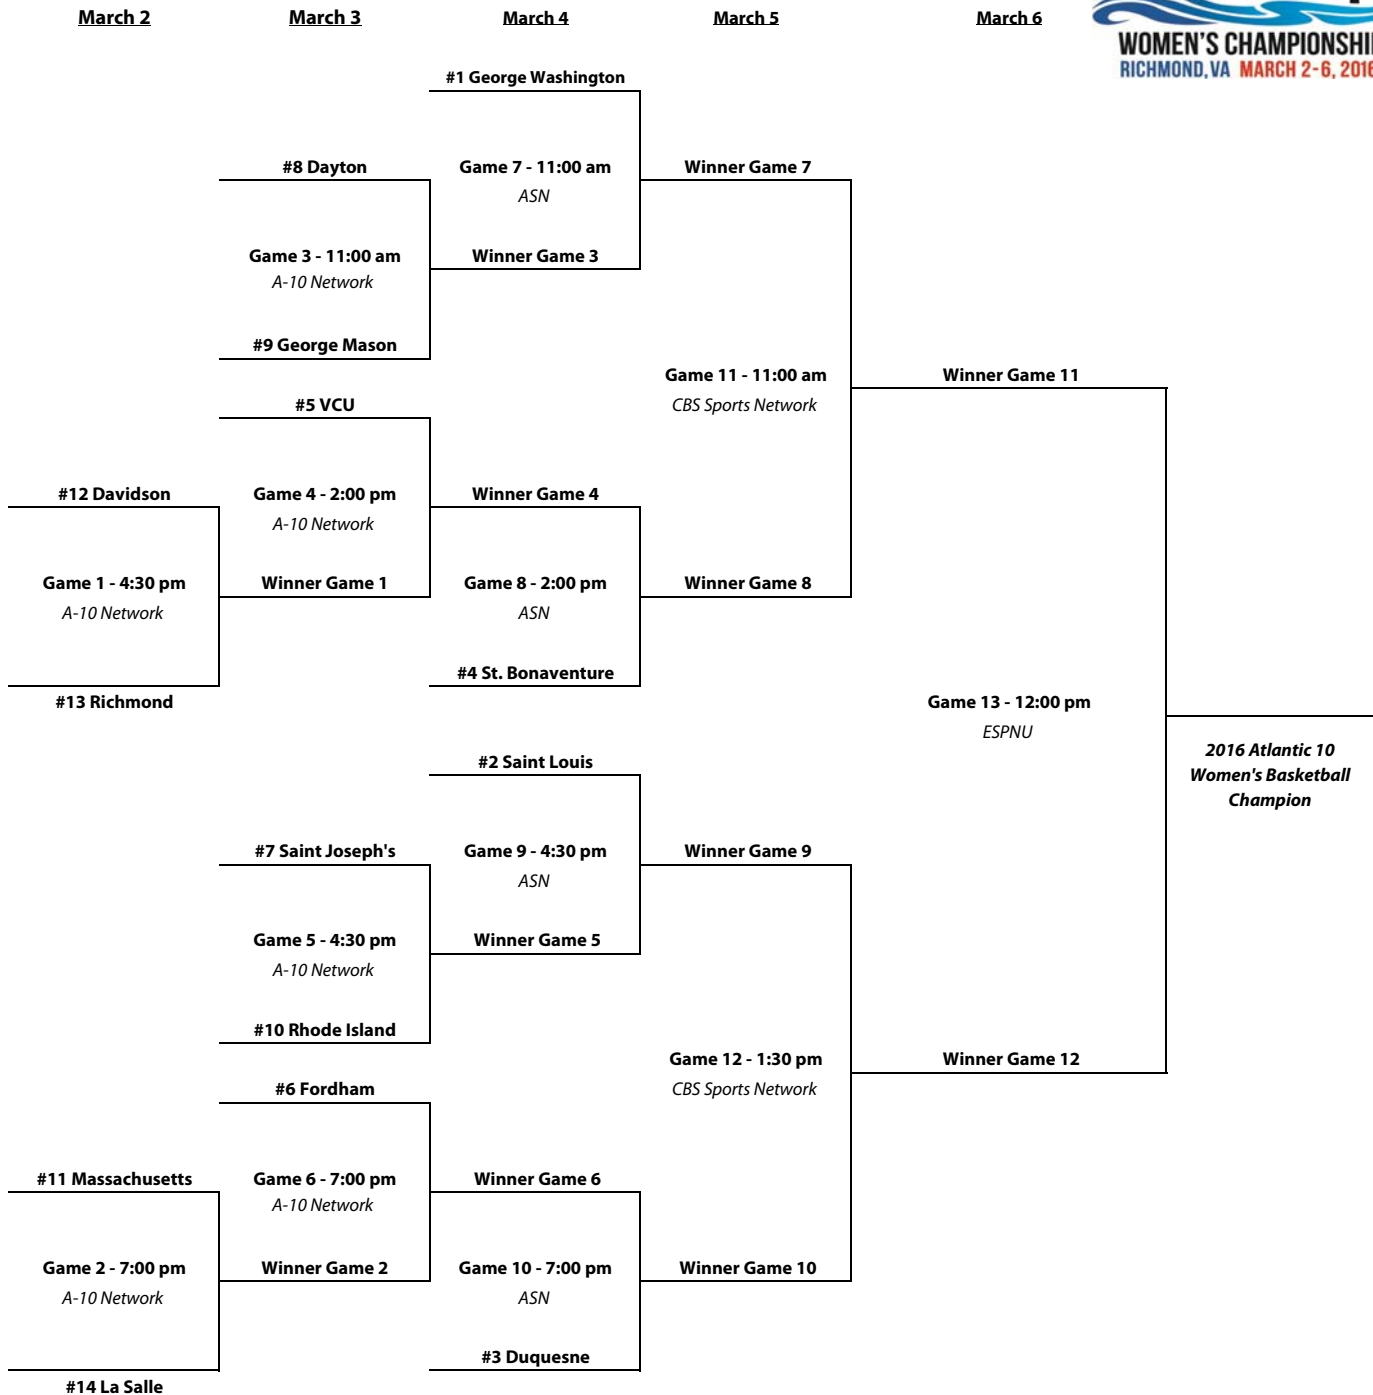 March 2
March 3
March 4
March 5
March 6
WOMEN'S CHAMPIONSHI
RICHMOND, VA MARCH 2-6, 2016
#1 George Washington
#8 Dayton
Game 7 - 11:00 am
Winner Game 7
ASN
Game 3 - 11:00 am
Winner Game 3
A-10 Network
#9 George Mason
Game 11 - 11:00 am
Winner Game 11
#5 VCU
CBS Sports Network
#12 Davidson
Game 4 - 2:00 pm
Winner Game 4
A-10 Network
Game 1 - 4:30 pm
Winner Game 1
Game 8 - 2:00 pm
Winner Game 8
A-10 Network
ASN
#4 St. Bonaventure
#13 Richmond
Game 13 - 12:00 pm
ESPNU
2016 Atlantic 10
Women's Basketball
Champion
#2 Saint Louis
#7 Saint Joseph's
Game 9 - 4:30 pm
Winner Game 9
ASN
Game 5 - 4:30 pm
Winner Game 5
A-10 Network
#10 Rhode Island
Game 12 - 1:30 pm
Winner Game 12
#6 Fordham
CBS Sports Network
#11 Massachusetts
Game 6 - 7:00 pm
Winner Game 6
A-10 Network
Game 2 - 7:00 pm
Winner Game 2
Game 10 - 7:00 pm
Winner Game 10
A-10 Network
ASN
#3 Duquesne
#14 La Salle